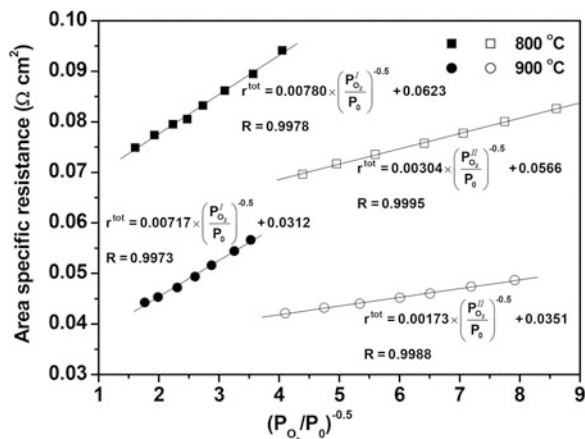 0.10
0.09
0.08
0.07
0.06
0.05
0.04
0.03
Area specific resistance (Ω cm²)
800 °C
900 °C
r^tot = 0.00780 × (P^I_O₂ / P₀)^-0.5 + 0.0623
R = 0.9978
r^tot = 0.00304 × (P^II_O₂ / P₀)^-0.5 + 0.0566
R = 0.9995
r^tot = 0.00717 × (P^I_O₂ / P₀)^-0.5 + 0.0312
R = 0.9973
r^tot = 0.00173 × (P^II_O₂ / P₀)^-0.5 + 0.0351
R = 0.9988
1 2 3 4 5 6 7 8 9
(P_O₂/P₀)^-0.5